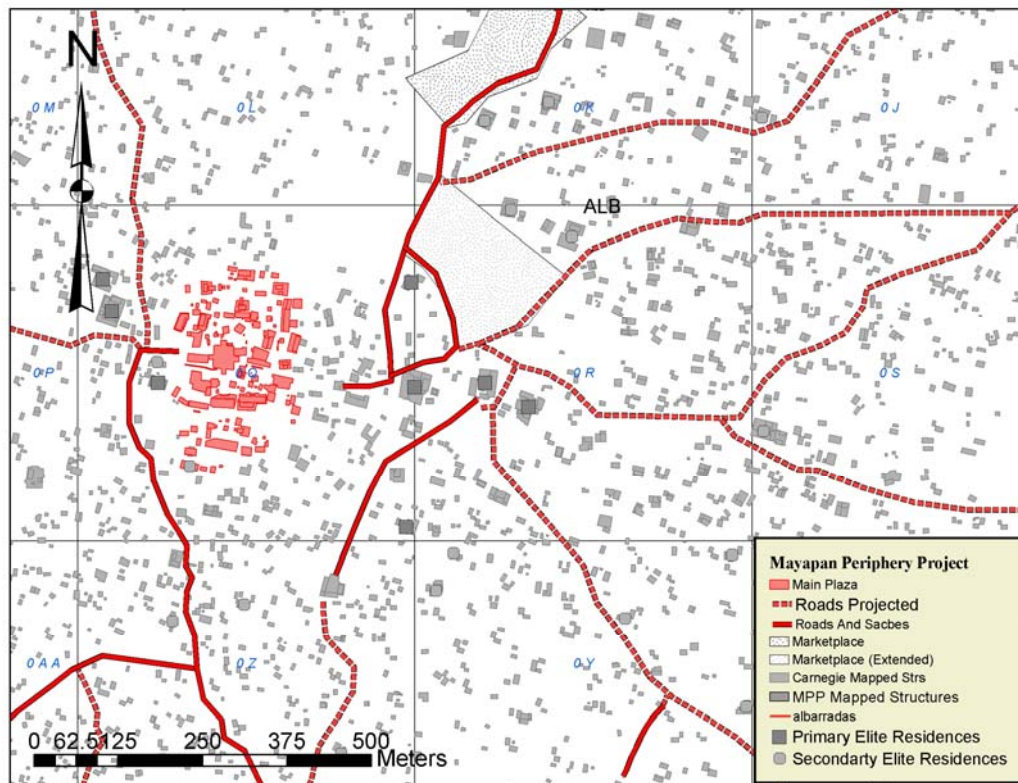 N
0 M
0 L
0 K
0 J
ALB
0 P
0 Q
0 R
0 S
0 AA
0 Z
0 Y
0 62.5125 250 375 500
Meters
Mayapan Periphery Project
Main Plaza
Roads Projected
Roads And Sacbes
Marketplace
Marketplace (Extended)
Carnegie Mapped Strs
MPP Mapped Structures
albarradas
Primary Elite Residences
Secondarty Elite Residences